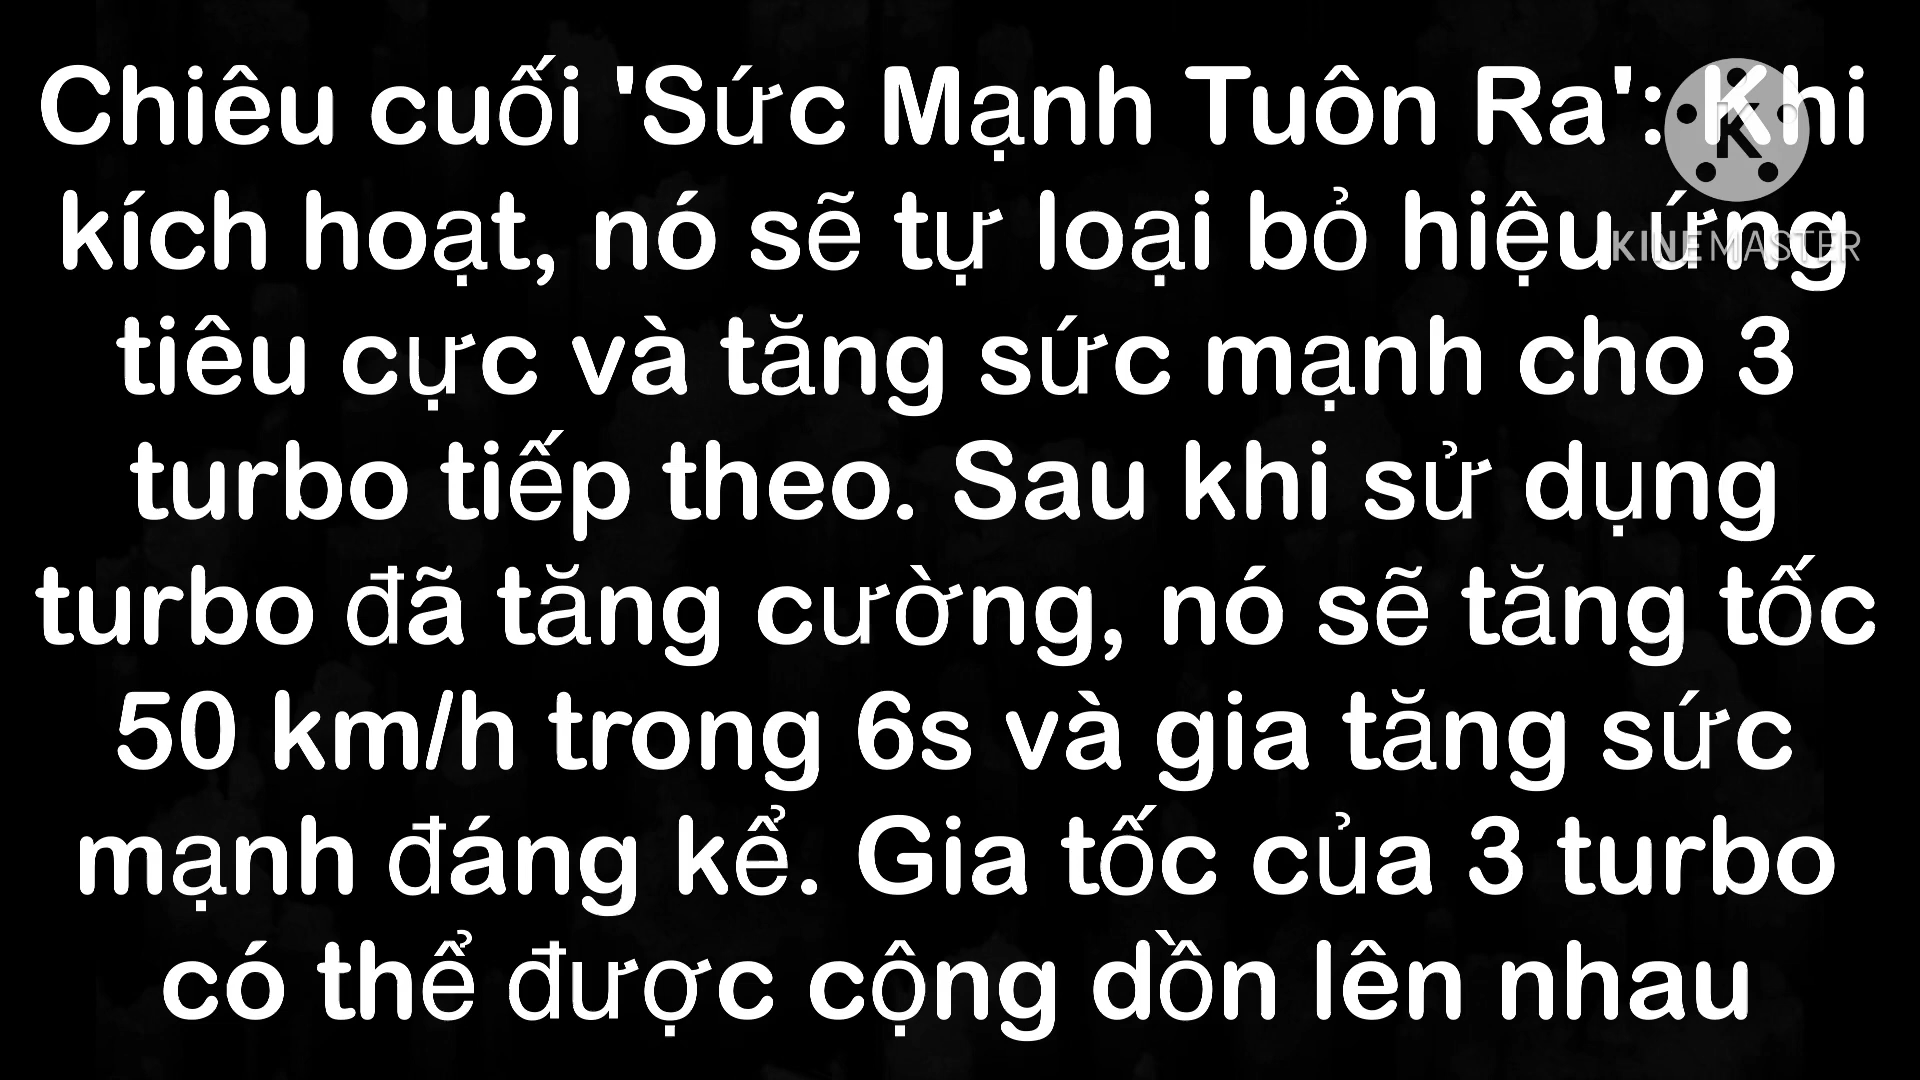 Chiêu cuối 'Sức Mạnh Tuôn Ra': Khi
kích hoạt, nó sẽ tự loại bỏ hiệu ứng
tiêu cực và tăng sức mạnh cho 3
turbo tiếp theo. Sau khi sử dụng
turbo đã tăng cường, nó sẽ tăng tốc
50 km/h trong 6s và gia tăng sức
mạnh đáng kể. Gia tốc của 3 turbo
có thể được cộng dồn lên nhau
K
KINEMASTER